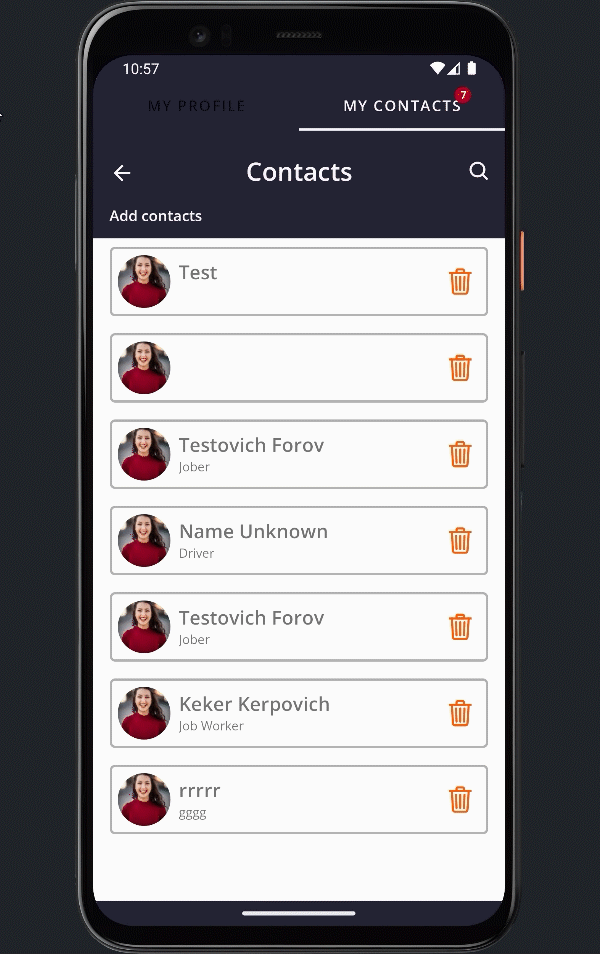 10:57
MY PROFILE
MY CONTACTS
7
Contacts
Add contacts
Test
Testovich Forov
Jober
Name Unknown
Driver
Testovich Forov
Jober
Keker Kerpovich
Job Worker
rrrrr
gggg